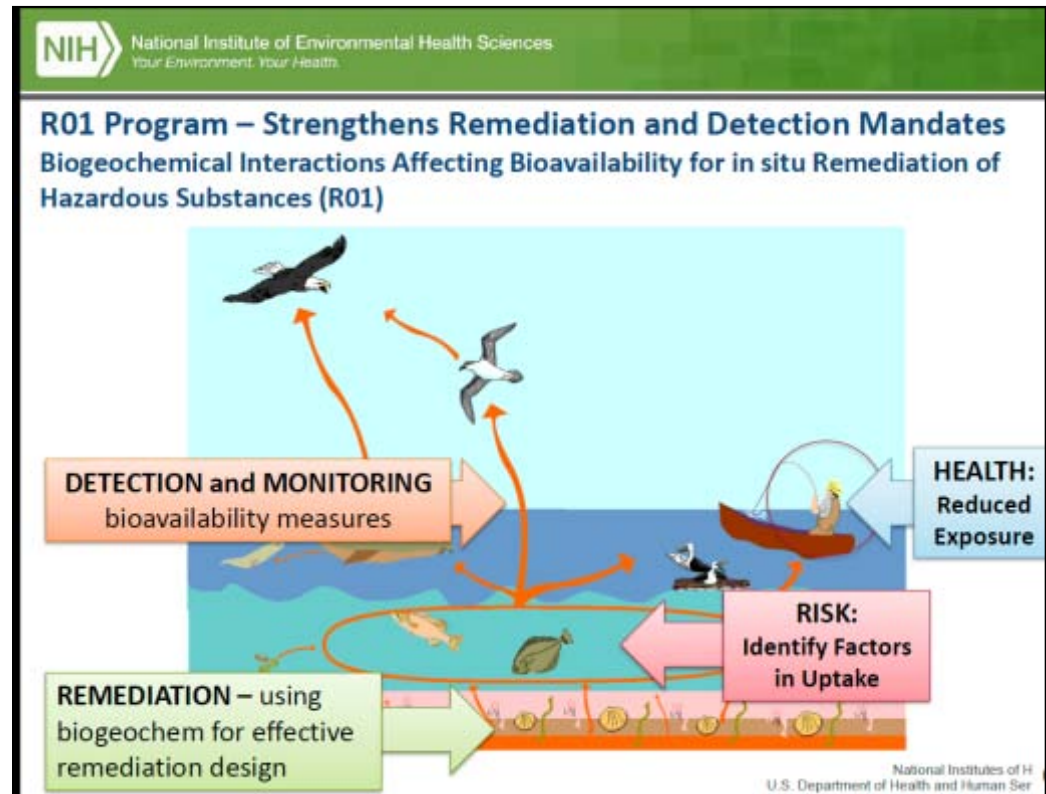 NIH
National Institute of Environmental Health Sciences
Your Environment. Your Health.
R01 Program – Strengthens Remediation and Detection Mandates
Biogeochemical Interactions Affecting Bioavailability for in situ Remediation of
Hazardous Substances (R01)
DETECTION and MONITORING
bioavailability measures
HEALTH:
Reduced
Exposure
RISK:
Identify Factors
in Uptake
REMEDIATION – using
biogeochem for effective
remediation design
National Institutes of H
U.S. Department of Health and Human Ser